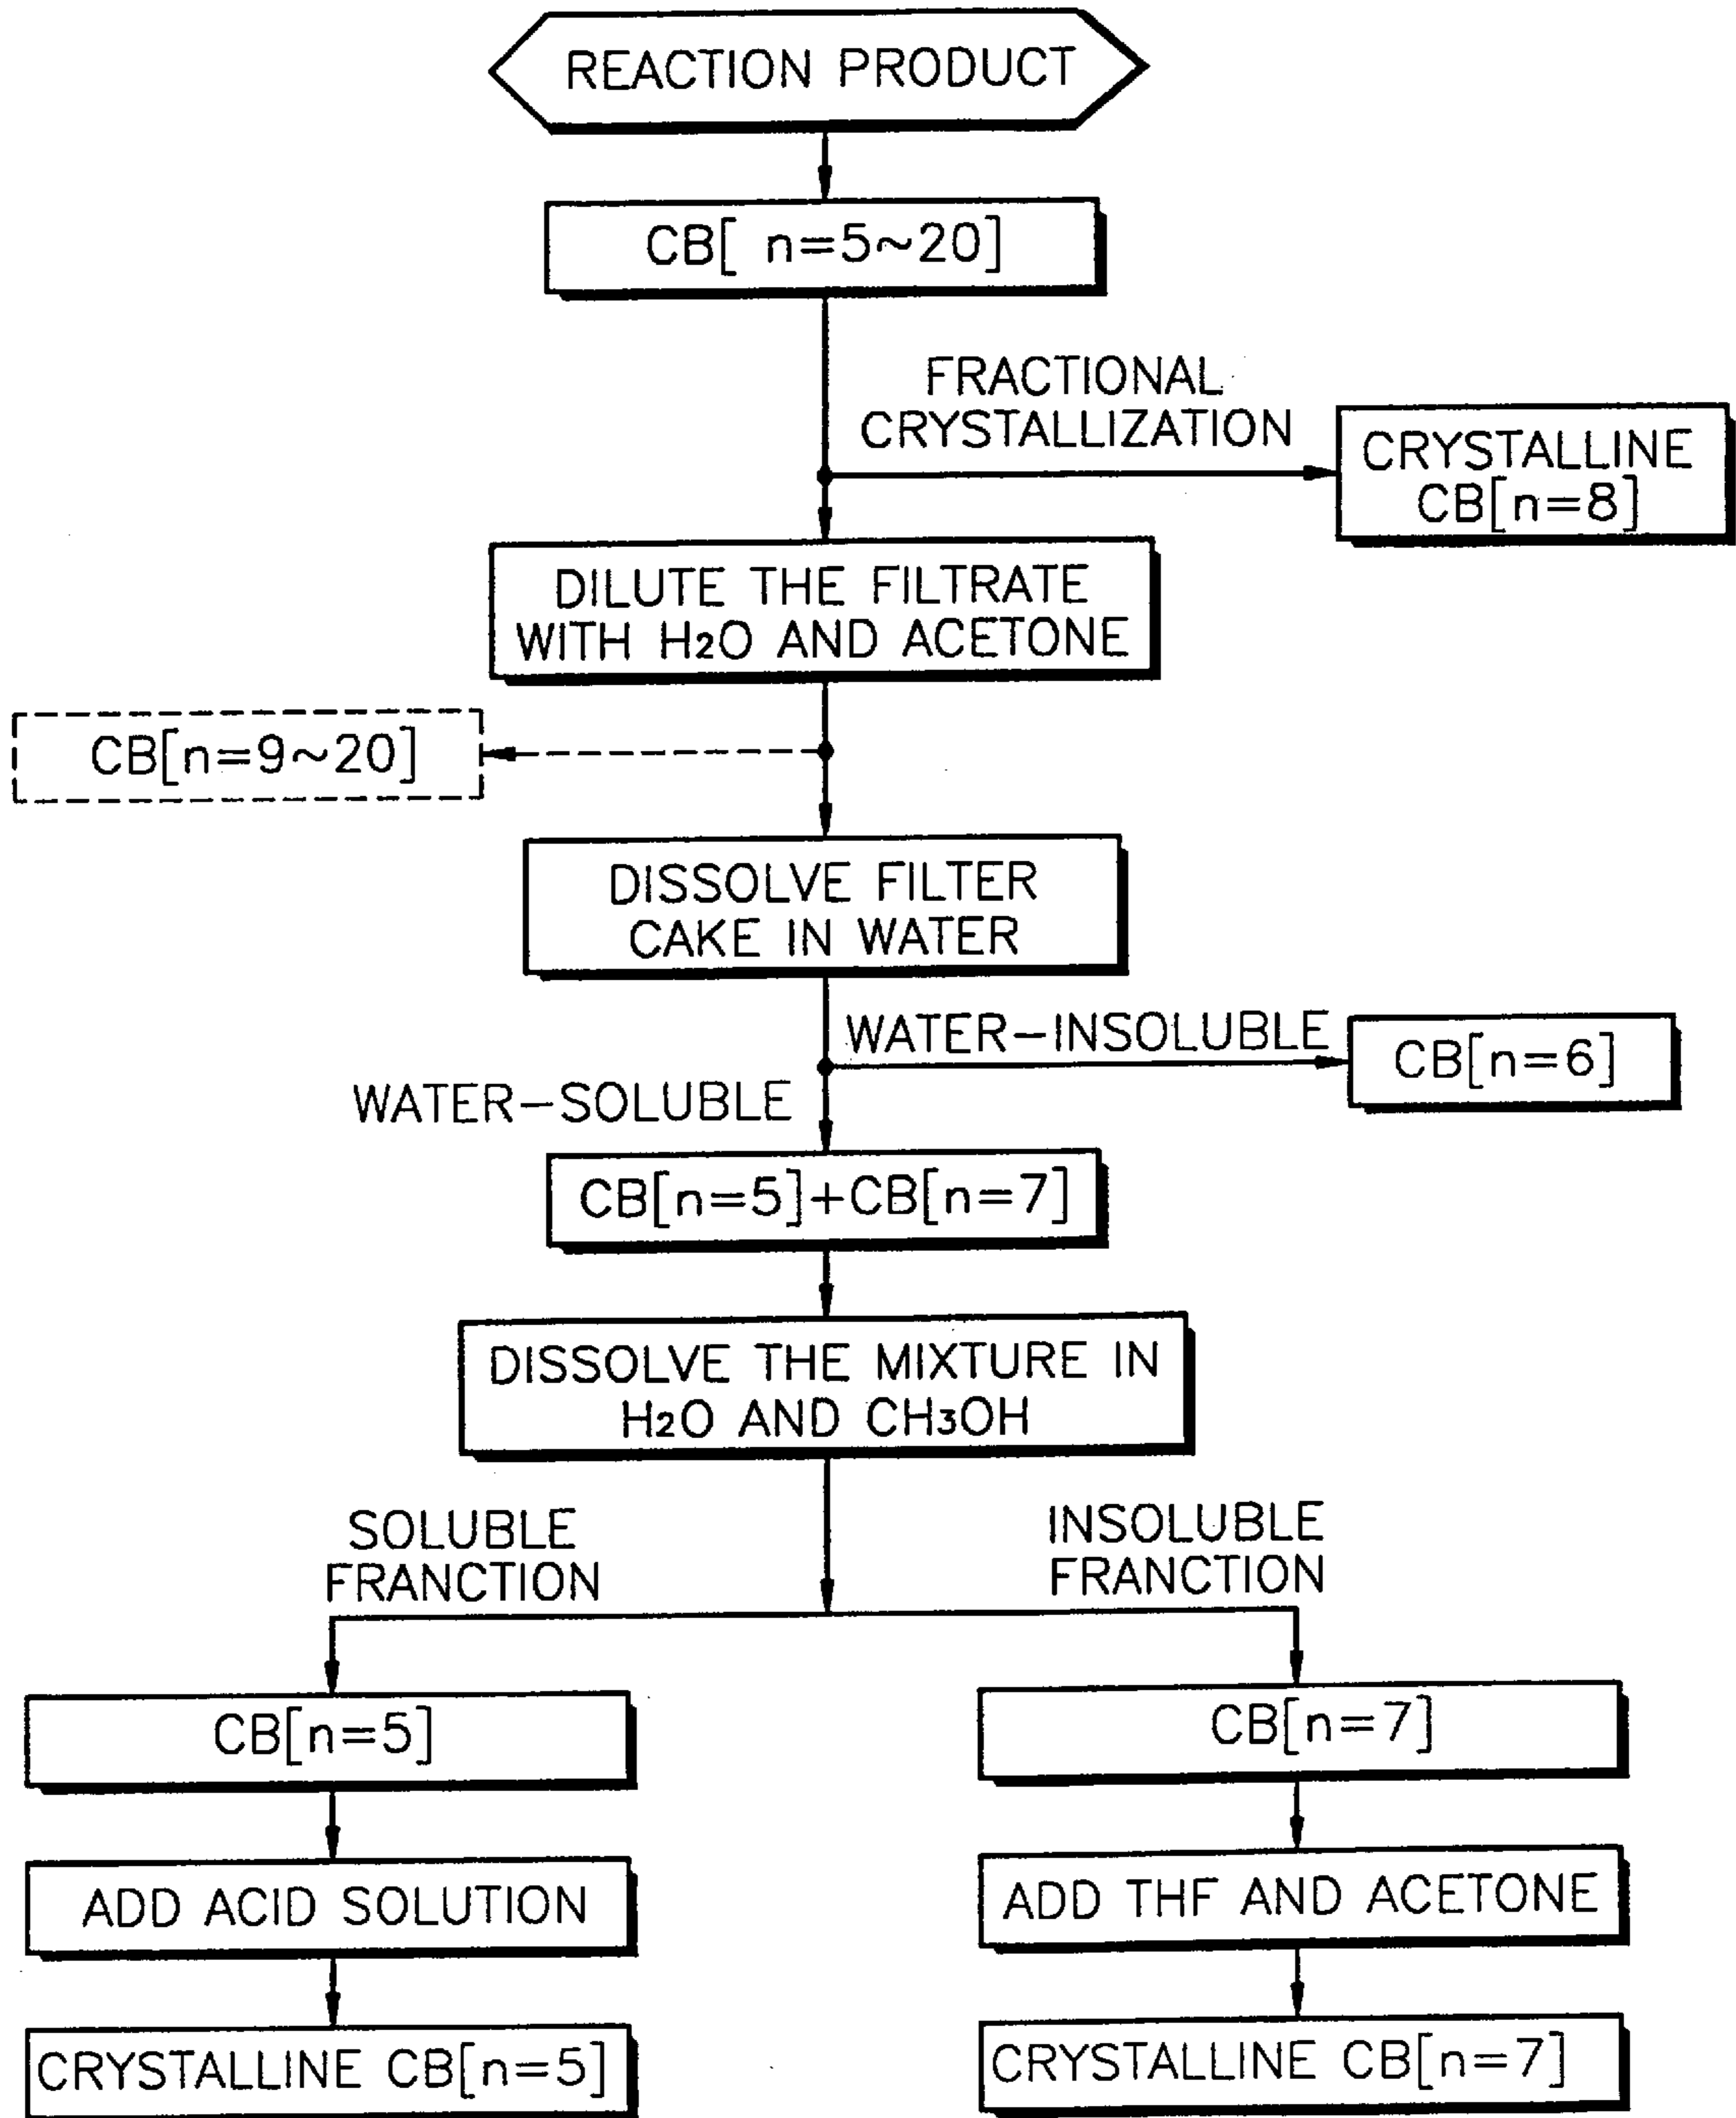 REACTION PRODUCT
CB[ n=5~20]
FRACTIONAL
CRYSTALLIZATION
CRYSTALLINE
CB[n=8]
DILUTE THE FILTRATE
WITH H2O AND ACETONE
CB[n=9~20]
DISSOLVE FILTER
CAKE IN WATER
WATER-INSOLUBLE
CB[n=6]
WATER-SOLUBLE
CB[n=5]+CB[n=7]
DISSOLVE THE MIXTURE IN
H2O AND CH3OH
SOLUBLE
FRANCTION
INSOLUBLE
FRANCTION
CB[n=5]
CB[n=7]
ADD ACID SOLUTION
ADD THF AND ACETONE
CRYSTALLINE CB[n=5]
CRYSTALLINE CB[n=7]